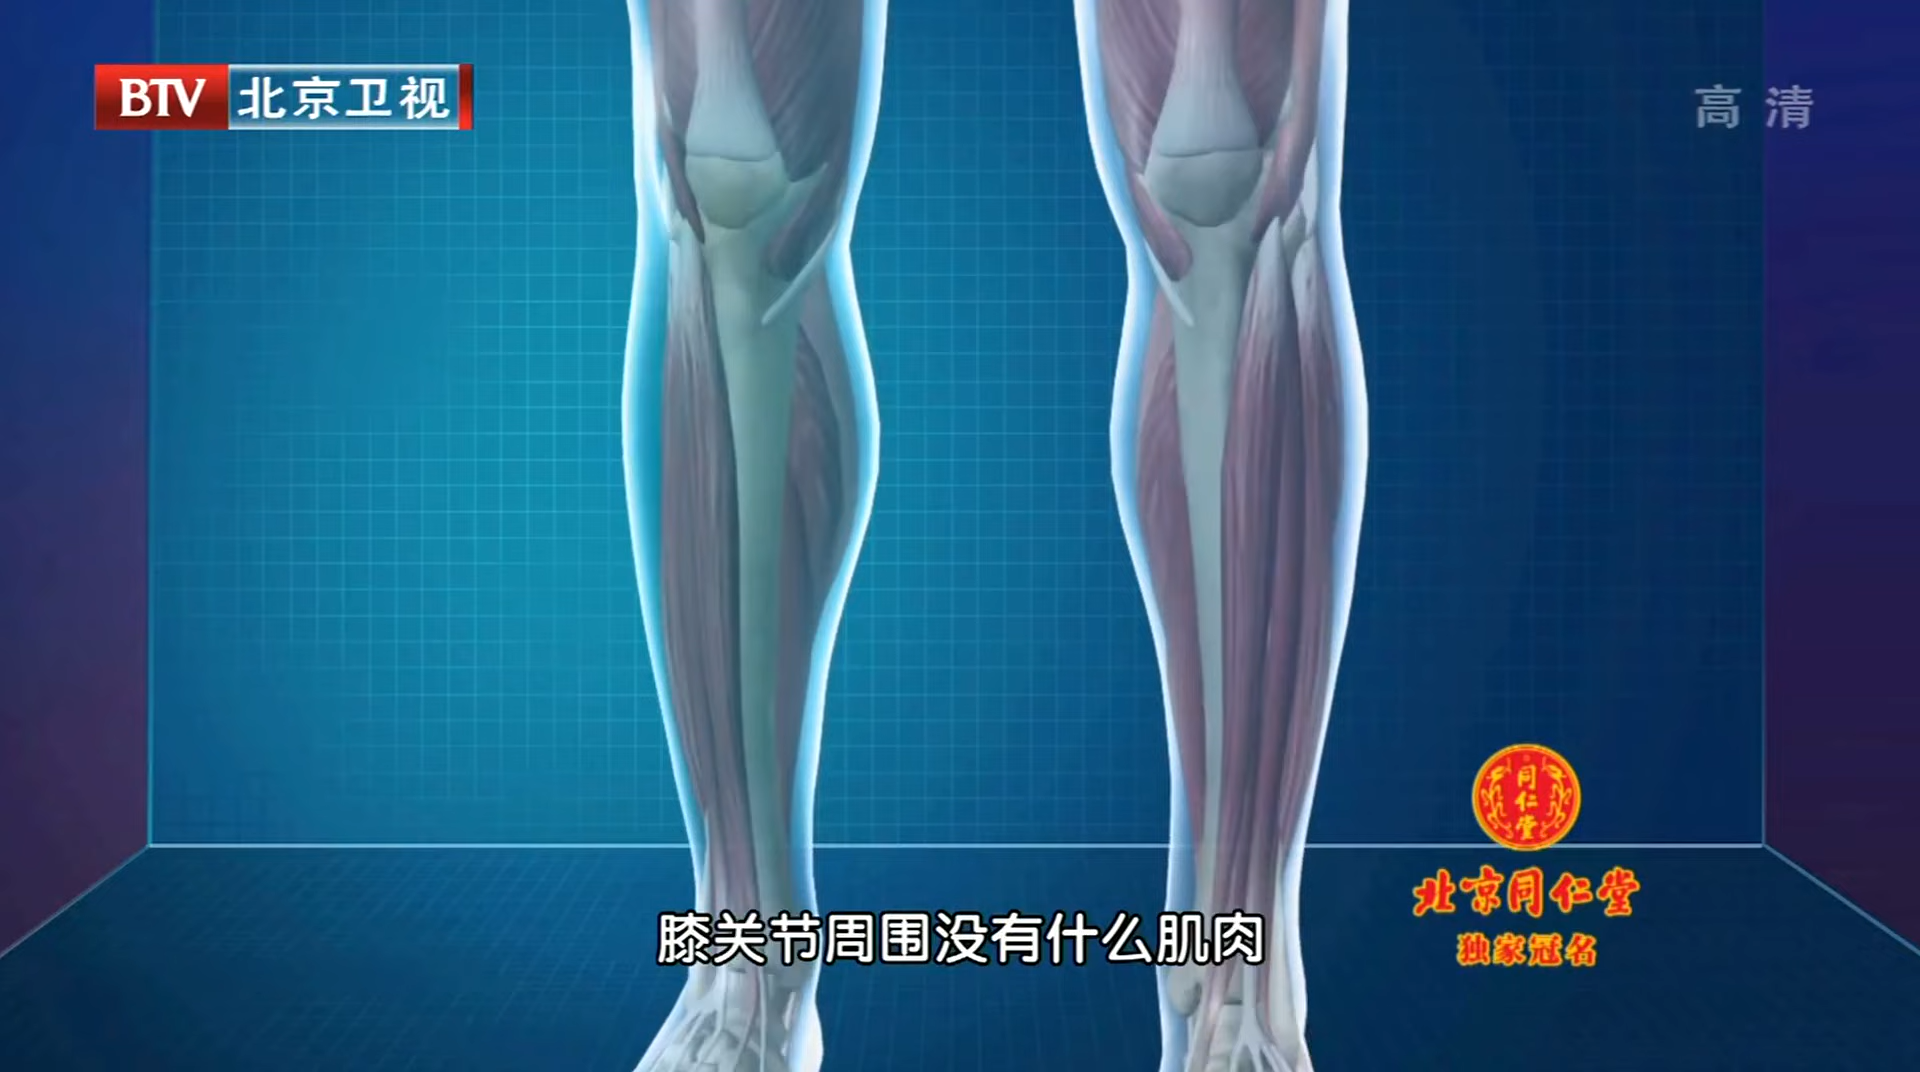 BTV 北京卫视
高清
同仁堂
北京同仁堂
独家冠名
膝关节周围没有什么肌肉